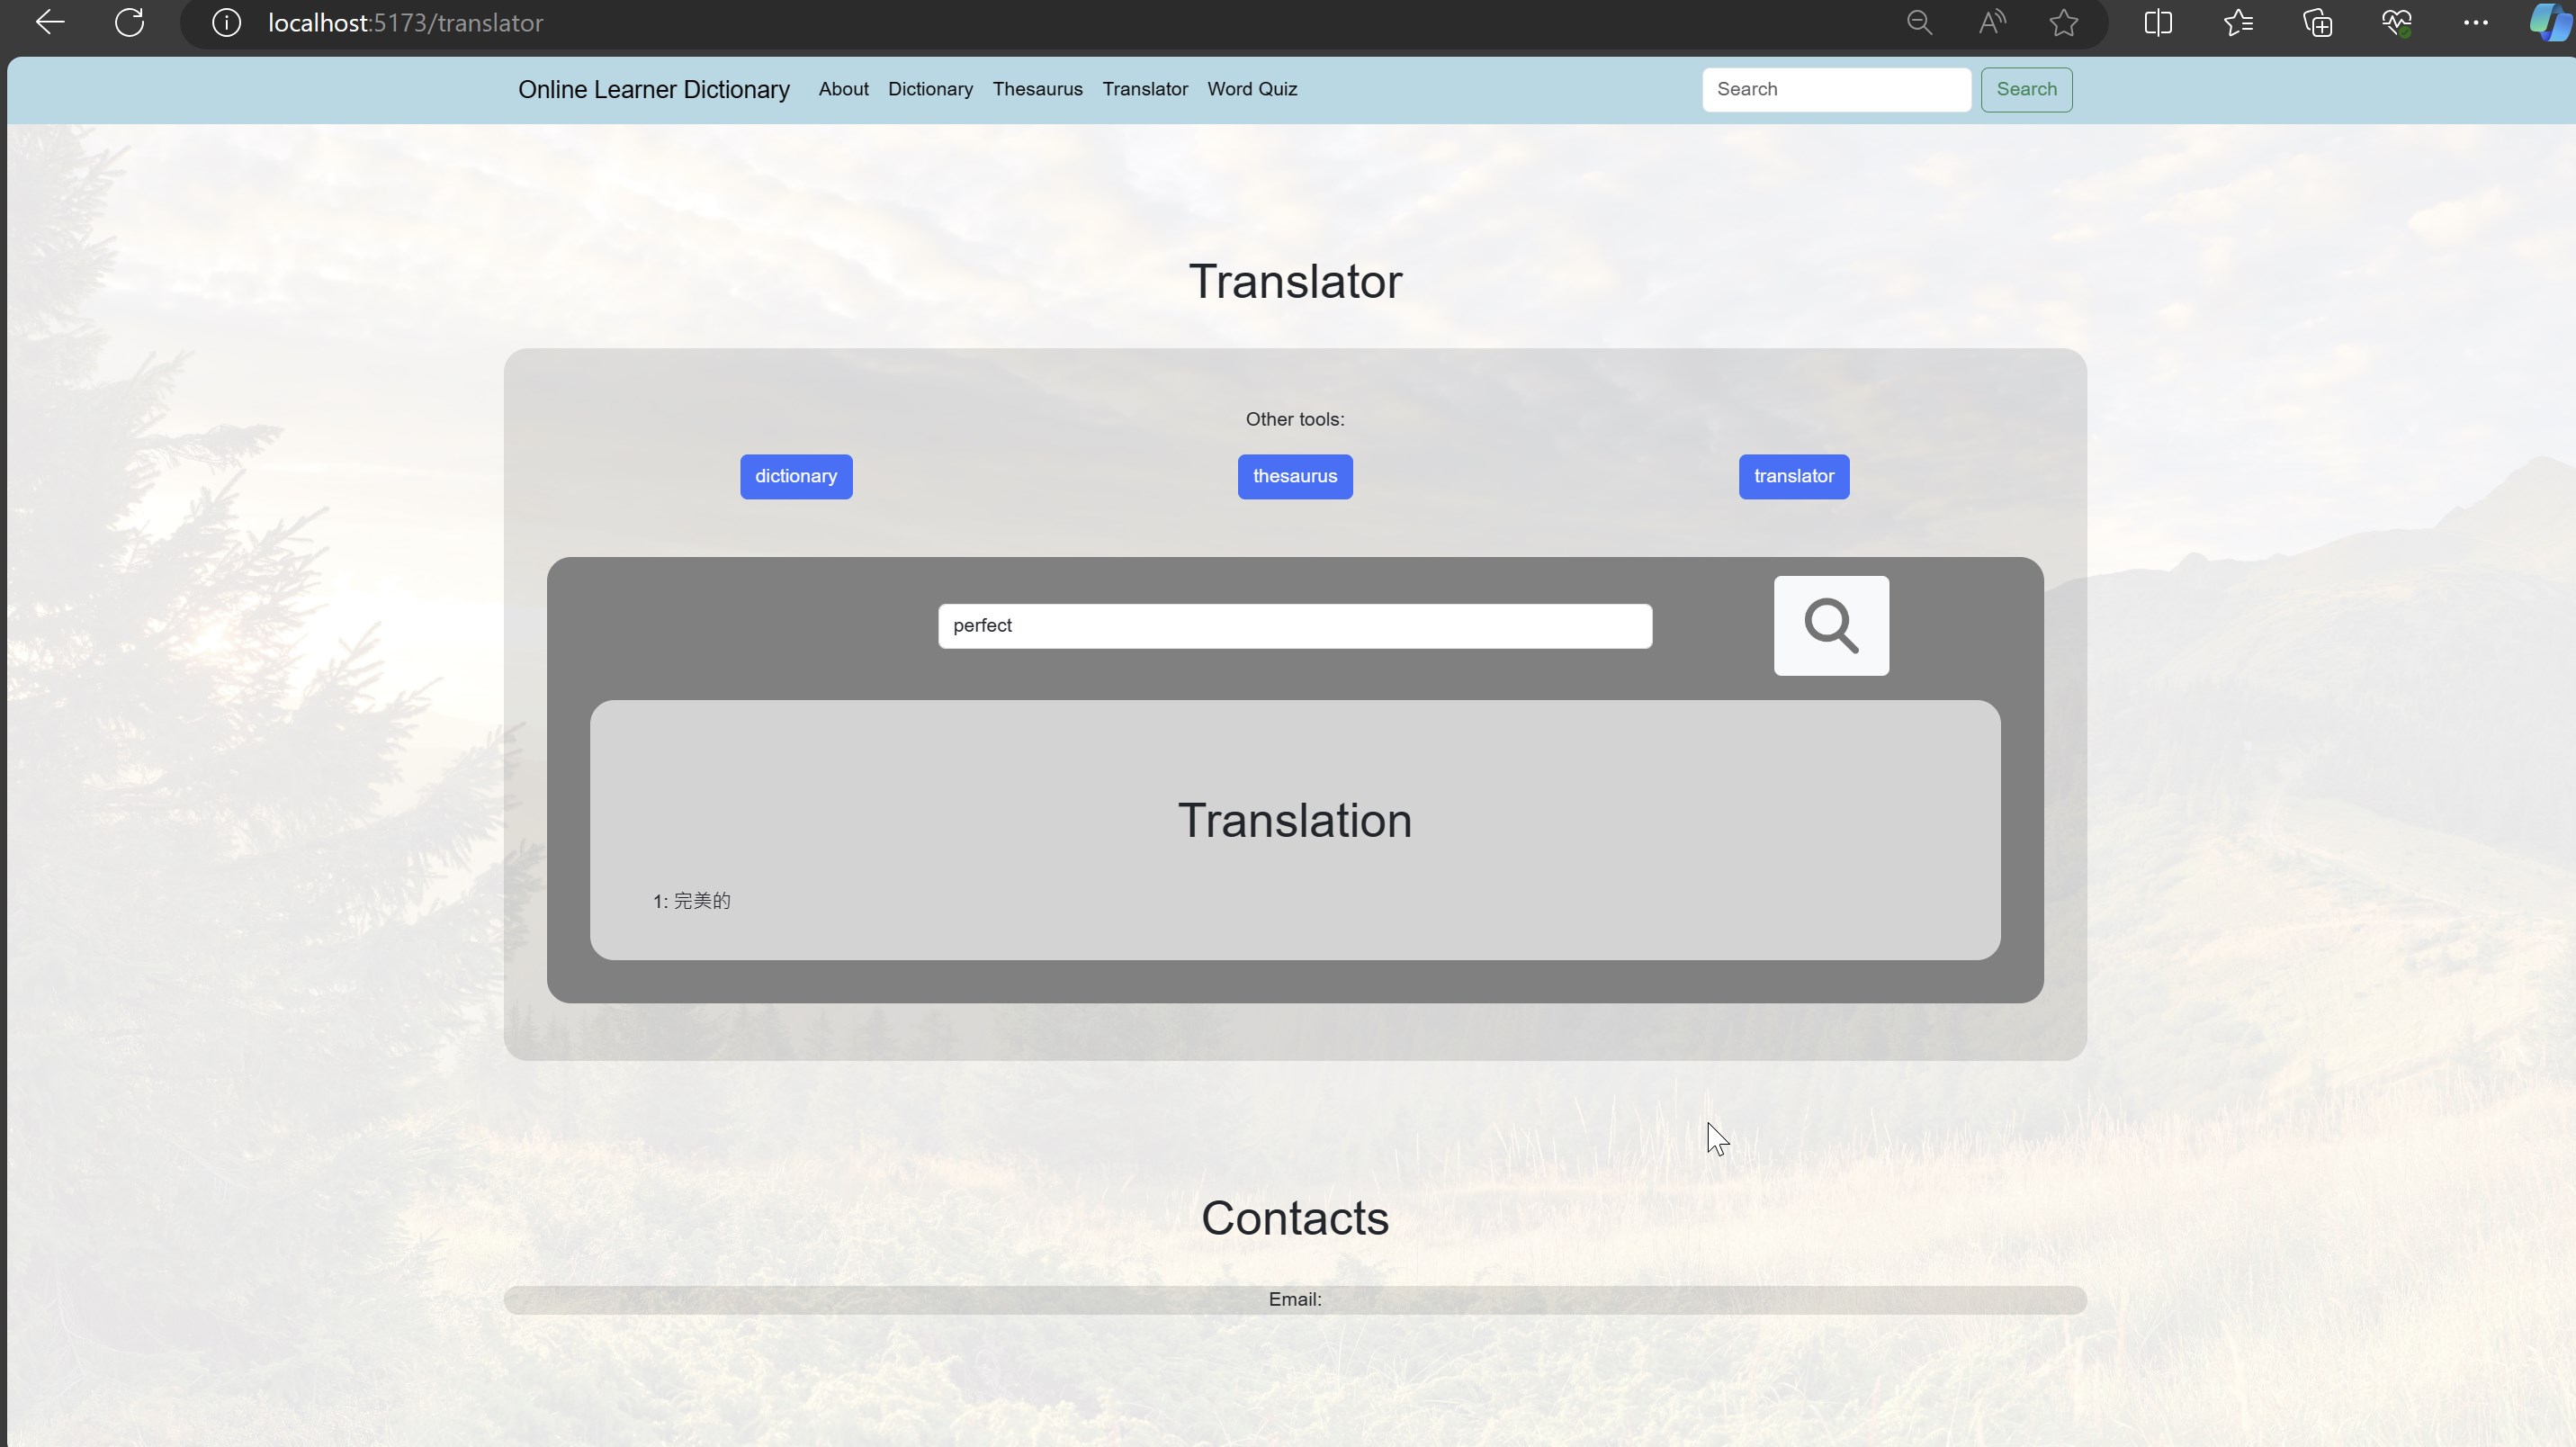 localhost:5173/translator
Online Learner Dictionary About Dictionary Thesaurus Translator Word Quiz Search Search
Translator
Other tools:
dictionary thesaurus translator
perfect
Translation
1: 完美的
Contacts
Email: